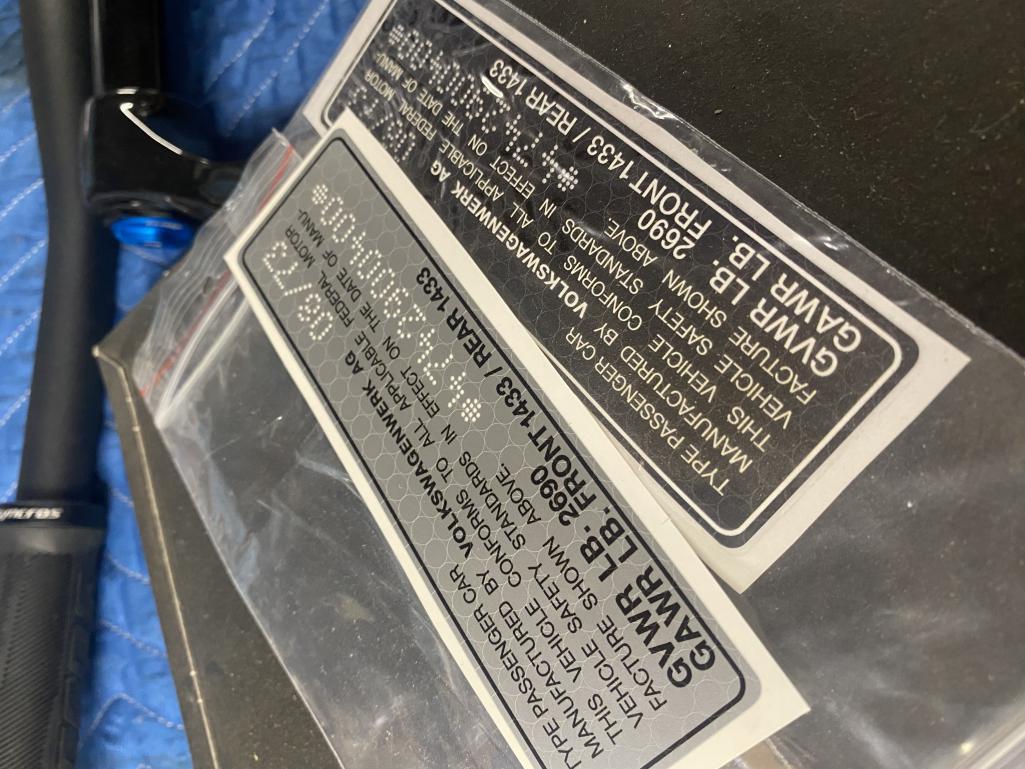 TYPE PASSENGER CAR
MANUFACTURED BY VOLKSWAGENWERK AG
THIS VEHICLE CONFORMS TO ALL APPLICABLE FEDERAL MOTOR
VEHICLE SAFETY STANDARDS IN EFFECT ON THE DATE OF MANU-
FACTURE SHOWN ABOVE.
GVWR LB. 2690
GAWR LB. FRONT 1433 / REAR 1433
08/73
TYPE PASSENGER CAR
MANUFACTURED BY VOLKSWAGENWERK AG
THIS VEHICLE CONFORMS TO ALL APPLICABLE FEDERAL MOTOR
VEHICLE SAFETY STANDARDS IN EFFECT ON THE DATE OF MANU-
FACTURE SHOWN ABOVE.
GVWR LB. 2690
GAWR LB. FRONT 1433 / REAR 1433
yncros